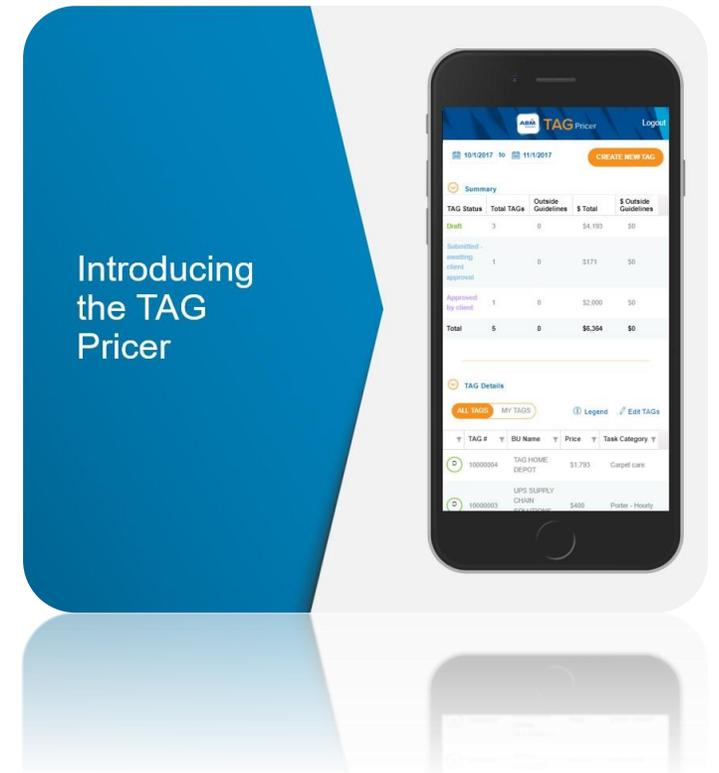 Introducing
the TAG
Pricer
ABM TAG Pricer Logout
10/1/2017 to 11/1/2017 CREATE NEW TAG
Summary
TAG Status Total TAGs Outside Guidelines $ Total $ Outside Guidelines
Draft 3 0 $4,193 $0
Submitted - awaiting client approval 1 0 $171 $0
Approved by client 1 0 $2,000 $0
Total 5 0 $6,364 $0
TAG Details
ALL TAGS MY TAGS Legend Edit TAGs
TAG # BU Name Price Task Category
D 10000004 TAG HOME DEPOT $1,793 Carpet care
D 10000003 UPS SUPPLY CHAIN SOLUTIONS $400 Porter - Hourly